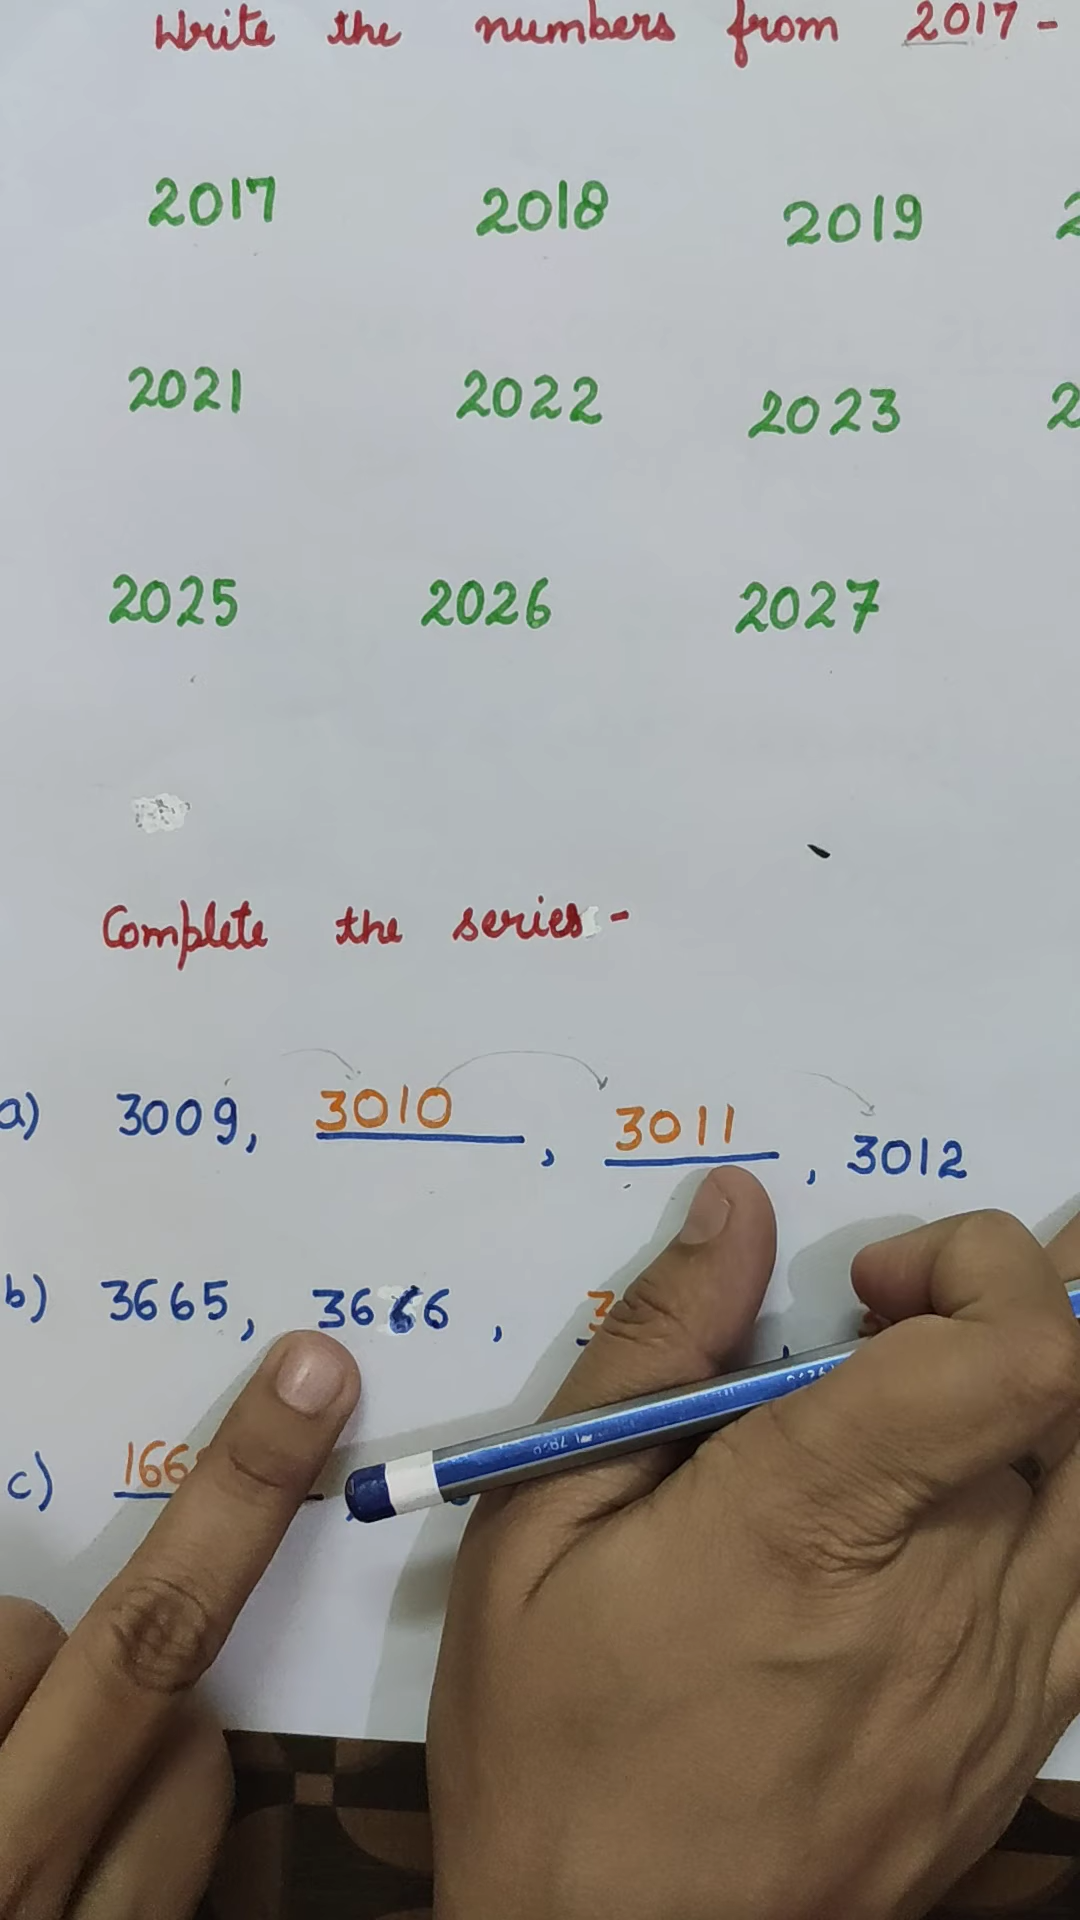 Write the numbers from 2017-
2017 2018 2019
2021 2022 2023
2025 2026 2027
Complete the series -
a) 3009, 3010, 3011, 3012
b) 3665, 3666,
c)